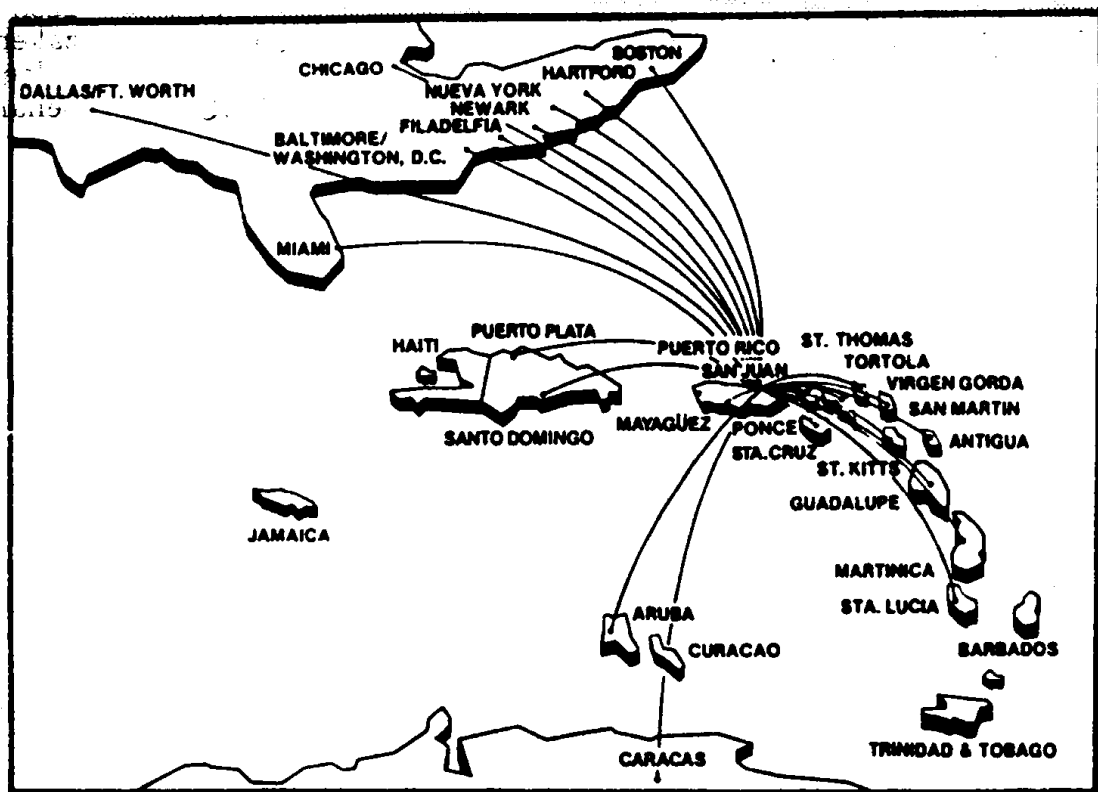 BOSTON
CHICAGO
HARTFORD
DALLAS/FT. WORTH
NUEVA YORK
NEWARK
FILADELFIA
BALTIMORE/
WASHINGTON, D.C.
MIAMI
PUERTO PLATA
HAITI
PUERTO RICO
SAN JUAN
ST. THOMAS
TORTOLA
VIRGEN GORDA
SAN MARTIN
MAYAGÜEZ
PONCE
SANTO DOMINGO
STA. CRUZ
ANTIGUA
ST. KITTS
GUADALUPE
JAMAICA
MARTINICA
STA. LUCIA
ARUBA
CURACAO
BARBADOS
CARACAS
TRINIDAD & TOBAGO